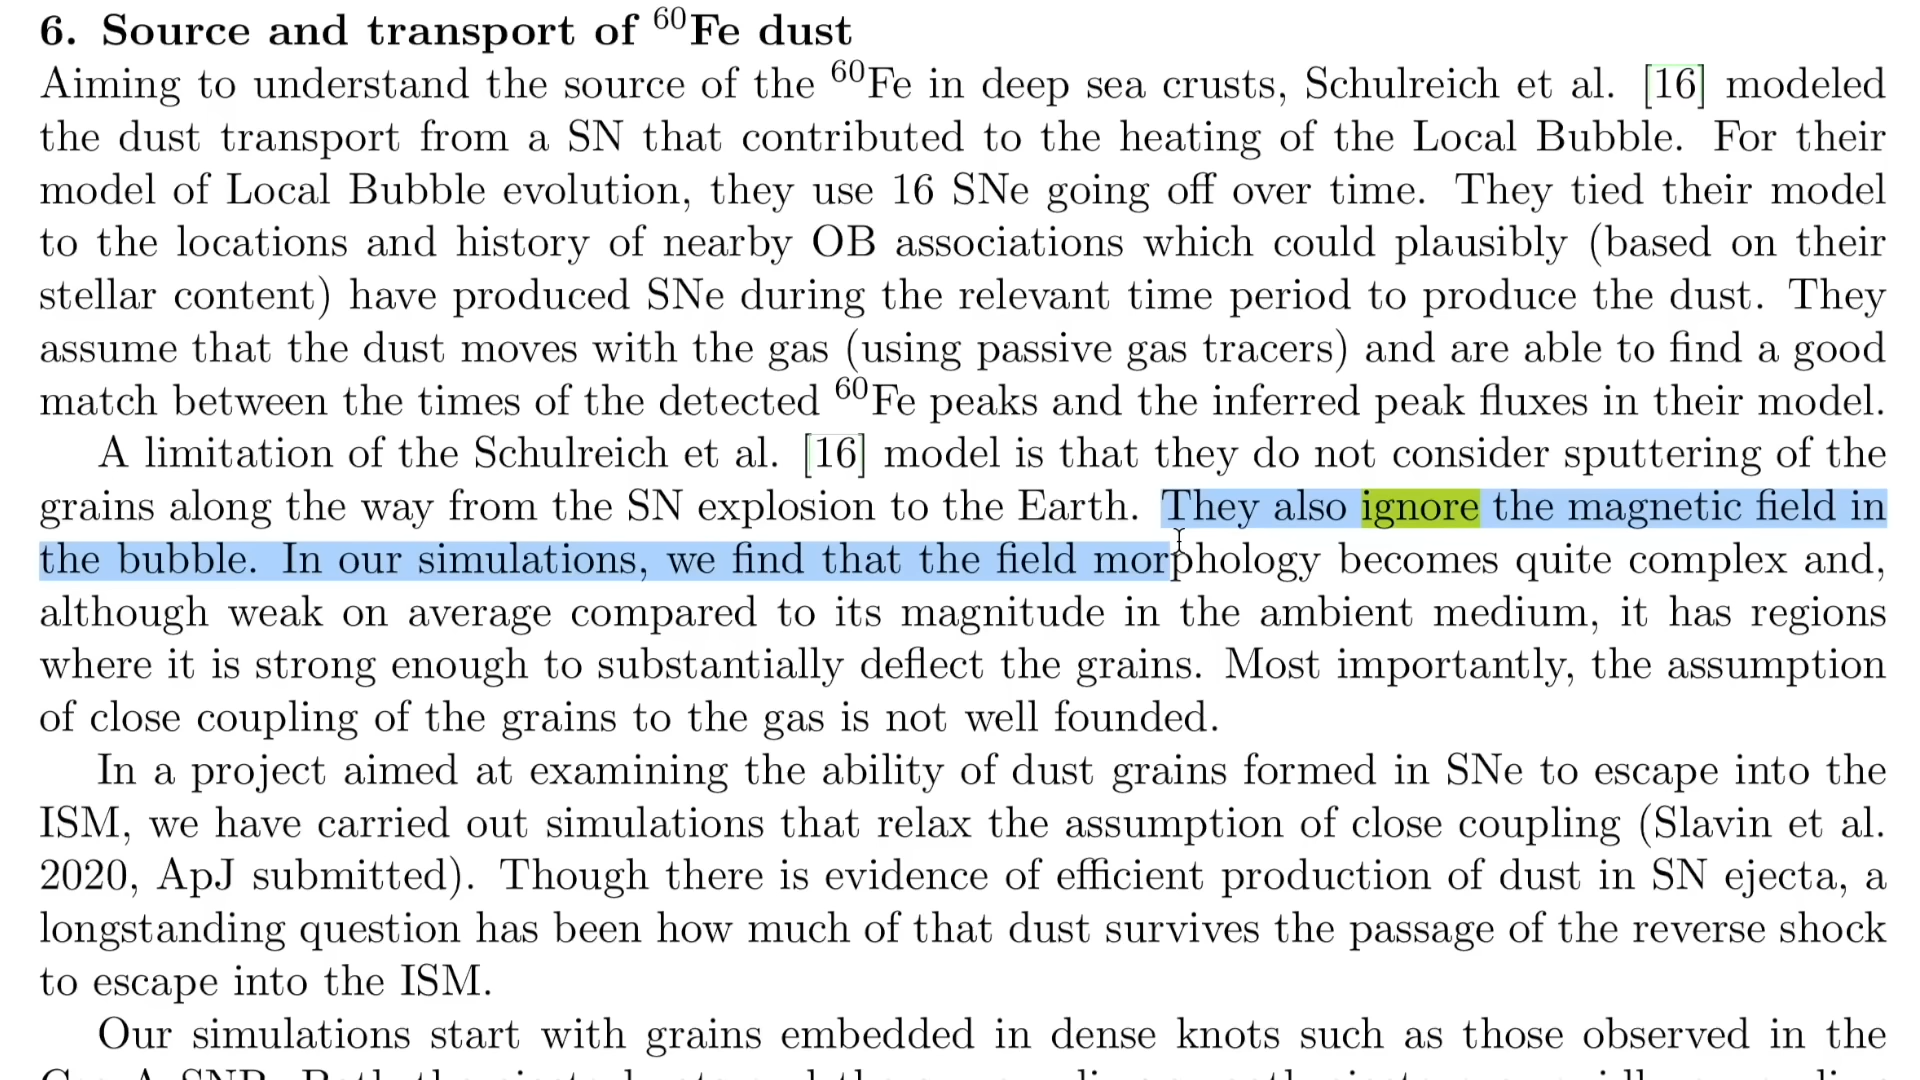 6. Source and transport of ⁶⁰Fe dust
Aiming to understand the source of the ⁶⁰Fe in deep sea crusts, Schulreich et al. [16] modeled
the dust transport from a SN that contributed to the heating of the Local Bubble. For their
model of Local Bubble evolution, they use 16 SNe going off over time. They tied their model
to the locations and history of nearby OB associations which could plausibly (based on their
stellar content) have produced SNe during the relevant time period to produce the dust. They
assume that the dust moves with the gas (using passive gas tracers) and are able to find a good
match between the times of the detected ⁶⁰Fe peaks and the inferred peak fluxes in their model.
A limitation of the Schulreich et al. [16] model is that they do not consider sputtering of the
grains along the way from the SN explosion to the Earth. They also ignore the magnetic field in
the bubble. In our simulations, we find that the field morphology becomes quite complex and,
although weak on average compared to its magnitude in the ambient medium, it has regions
where it is strong enough to substantially deflect the grains. Most importantly, the assumption
of close coupling of the grains to the gas is not well founded.
In a project aimed at examining the ability of dust grains formed in SNe to escape into the
ISM, we have carried out simulations that relax the assumption of close coupling (Slavin et al.
2020, ApJ submitted). Though there is evidence of efficient production of dust in SN ejecta, a
longstanding question has been how much of that dust survives the passage of the reverse shock
to escape into the ISM.
Our simulations start with grains embedded in dense knots such as those observed in the